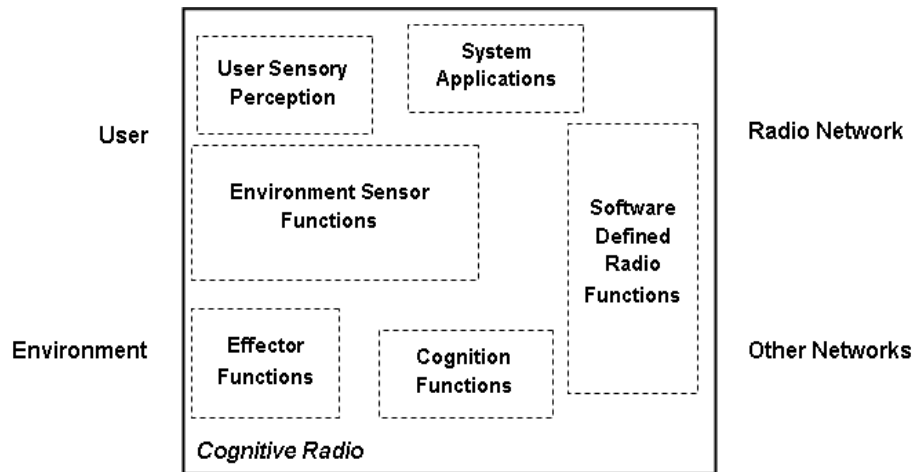 User Sensory
Perception
System
Applications
User
Radio Network
Environment Sensor
Functions
Software
Defined
Radio
Functions
Environment
Effector
Functions
Cognition
Functions
Other Networks
Cognitive Radio